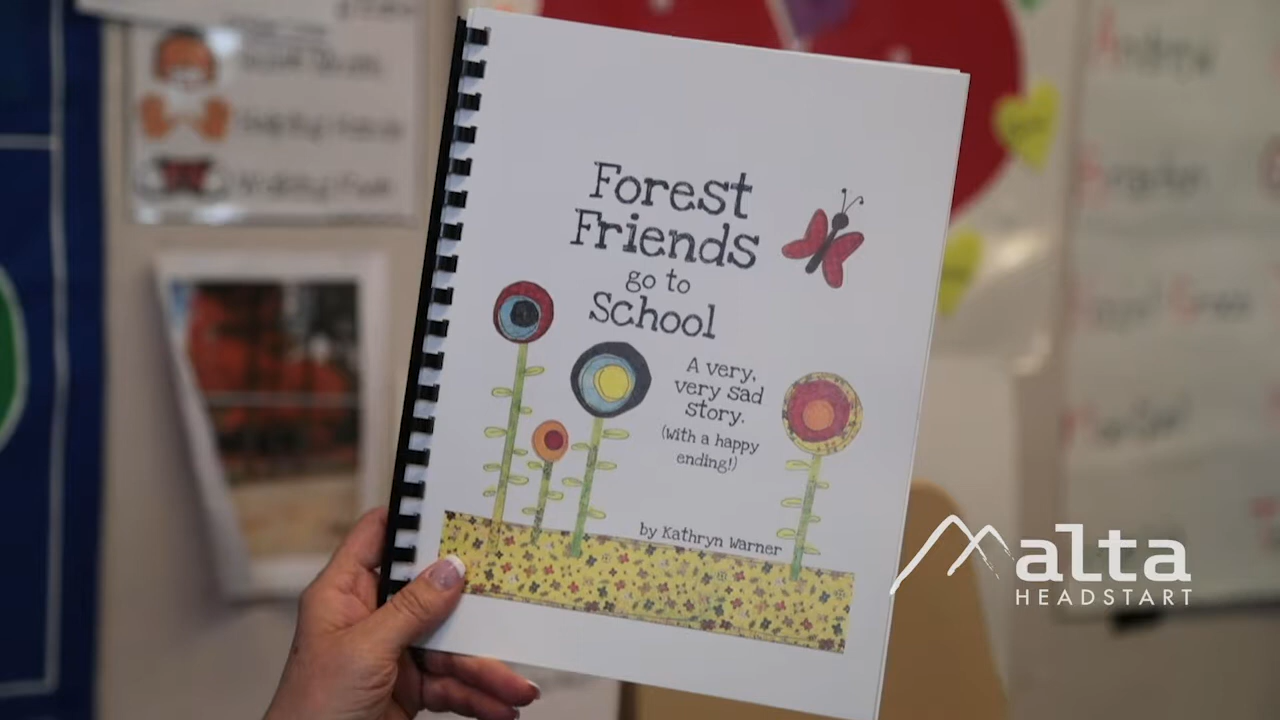 Forest
Friends
go to
School
A very,
very sad
story.
(with a happy
ending!)
by Kathryn Warner
alta
HEADSTART